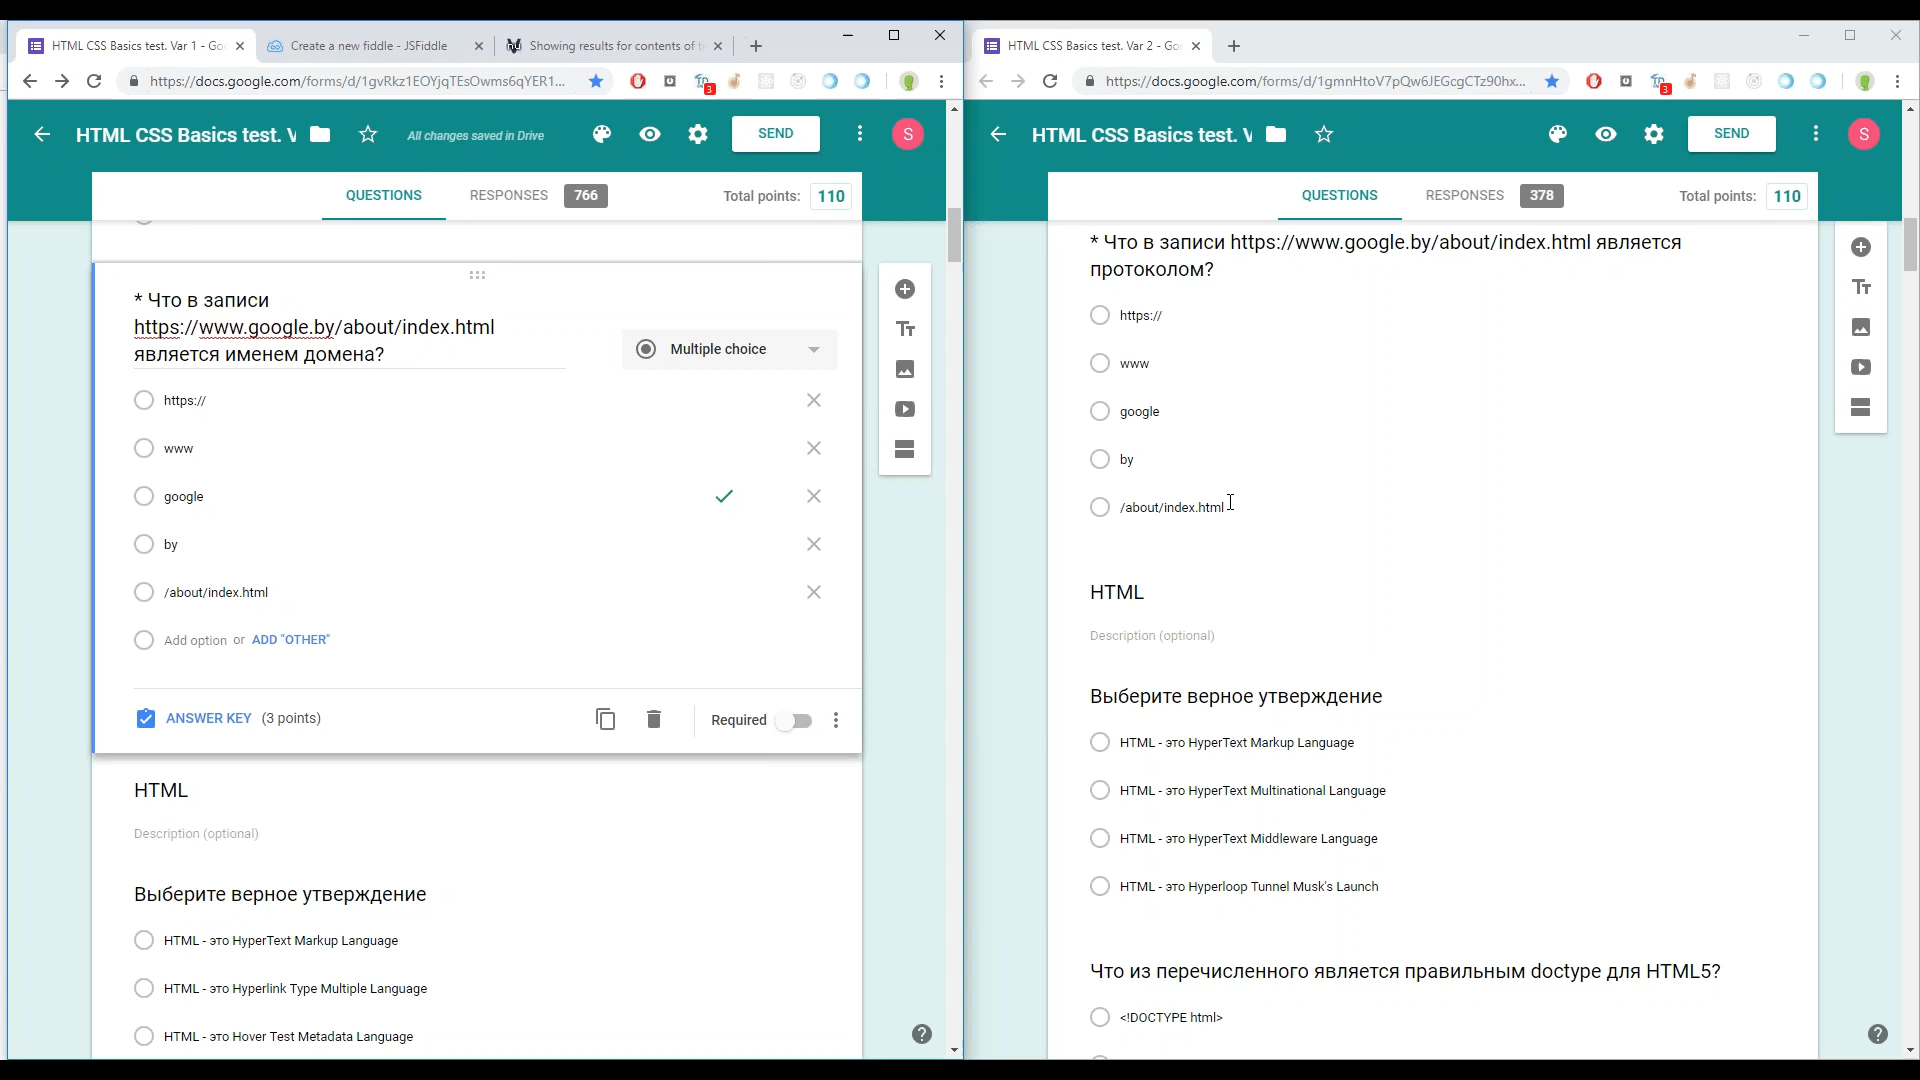 HTML CSS Basics test. Var 1 - Go
Create a new fiddle - JSFiddle
Showing results for contents of
https://docs.google.com/forms/d/1gvRkz1EOYjqTEsOwms6qYER1...
3
HTML CSS Basics test. V
All changes saved in Drive
SEND
S
QUESTIONS
RESPONSES
766
Total points:
110
* Что в записи
https://www.google.by/about/index.html
является именем домена?
Multiple choice
https://
www
google
by
/about/index.html
Add option or ADD "OTHER"
ANSWER KEY (3 points)
Required
HTML
Description (optional)
Выберите верное утверждение
HTML - это HyperText Markup Language
HTML - это Hyperlink Type Multiple Language
HTML - это Hover Test Metadata Language
HTML CSS Basics test. Var 2 - Go
https://docs.google.com/forms/d/1gmnHtoV7pQw6JEGcgCTz90hx...
3
HTML CSS Basics test. V
SEND
S
QUESTIONS
RESPONSES
378
Total points:
110
* Что в записи https://www.google.by/about/index.html является
протоколом?
https://
www
google
by
/about/index.html
HTML
Description (optional)
Выберите верное утверждение
HTML - это HyperText Markup Language
HTML - это HyperText Multinational Language
HTML - это HyperText Middleware Language
HTML - это Hyperloop Tunnel Musk's Launch
Что из перечисленного является правильным doctype для HTML5?
<!DOCTYPE html>